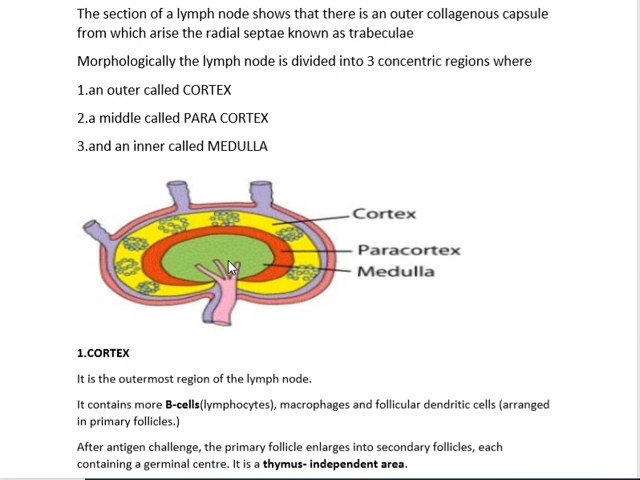 The section of a lymph node shows that there is an outer collagenous capsule
from which arise the radial septae known as trabeculae
Morphologically the lymph node is divided into 3 concentric regions where
1.an outer called CORTEX
2.a middle called PARA CORTEX
3.and an inner called MEDULLA
Cortex
Paracortex
Medulla
1.CORTEX
It is the outermost region of the lymph node.
It contains more B-cells(lymphocytes), macrophages and follicular dendritic cells (arranged
in primary follicles.)
After antigen challenge, the primary follicle enlarges into secondary follicles, each
containing a germinal centre. It is a thymus- independent area.